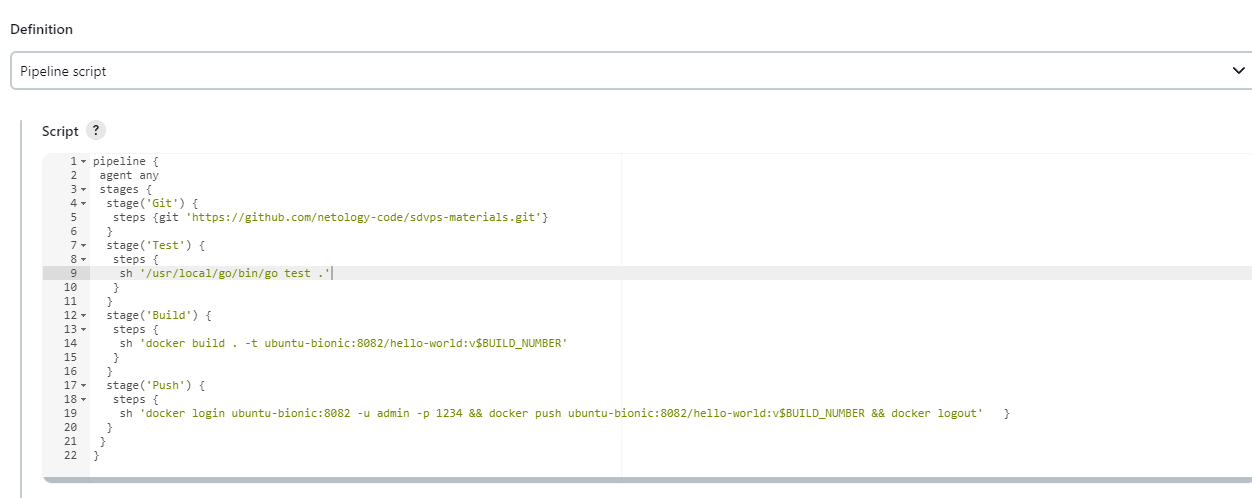 Definition
Pipeline script
Script ?
1 pipeline {
2  agent any
3  stages {
4   stage('Git') {
5    steps {git 'https://github.com/netology-code/sdvps-materials.git'}
6   }
7   stage('Test') {
8    steps {
9     sh '/usr/local/go/bin/go test .'
10    }
11   }
12   stage('Build') {
13    steps {
14     sh 'docker build . -t ubuntu-bionic:8082/hello-world:v$BUILD_NUMBER'
15    }
16   }
17   stage('Push') {
18    steps {
19     sh 'docker login ubuntu-bionic:8082 -u admin -p 1234 && docker push ubuntu-bionic:8082/hello-world:v$BUILD_NUMBER && docker logout'   }
20   }
21  }
22 }